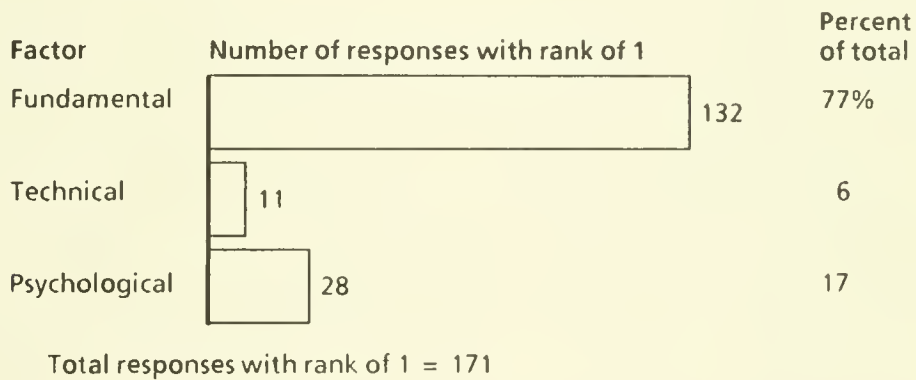 Percent
Factor Number of responses with rank of 1 of total
Fundamental 132 77%
Technical 11 6
Psychological 28 17
Total responses with rank of 1 = 171